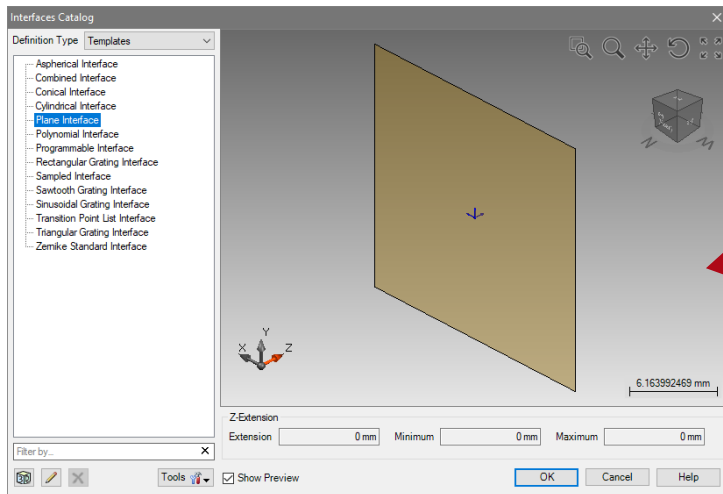 Interfaces Catalog
Definition Type Templates
Aspherical Interface
Combined Interface
Conical Interface
Cylindrical Interface
Plane Interface
Polynomial Interface
Programmable Interface
Rectangular Grating Interface
Sampled Interface
Sawtooth Grating Interface
Sinusoidal Grating Interface
Transition Point List Interface
Triangular Grating Interface
Zernike Standard Interface
Y
X
Z
6.163992469 mm
Z-Extension
Extension 0 mm Minimum 0 mm Maximum 0 mm
Filter by...
3D
Tools
Show Preview
OK Cancel Help